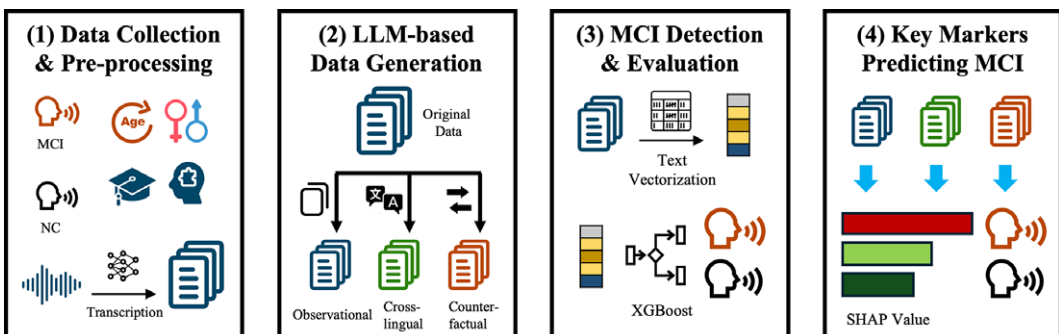 (1) Data Collection
& Pre-processing
Age
MCI
NC
Transcription
(2) LLM-based
Data Generation
Original
Data
文
A
Observational
Cross-
lingual
Counter-
factual
(3) MCI Detection
& Evaluation
Text
Vectorization
XGBoost
(4) Key Markers
Predicting MCI
SHAP Value